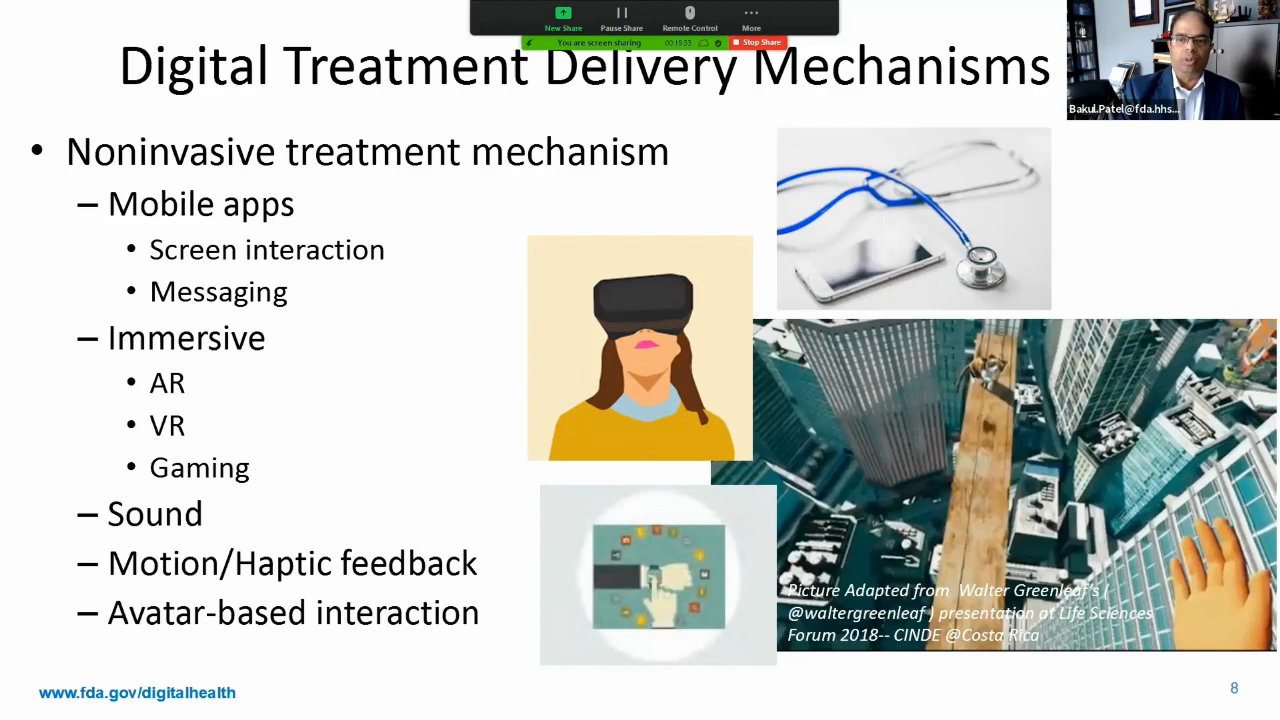 New Share
Pause Share
Remote Control
More
You are screen sharing
00:19:33
Stop Share
Digital Treatment Delivery Mechanisms
Bakul.Patel@fda.hhs...
• Noninvasive treatment mechanism
– Mobile apps
• Screen interaction
• Messaging
– Immersive
• AR
• VR
• Gaming
– Sound
– Motion/Haptic feedback
– Avatar-based interaction
Picture Adapted from Walter Greenleaf's (
@waltergreenleaf ) presentation at Life Sciences
Forum 2018-- CINDE @Costa Rica
www.fda.gov/digitalhealth
8